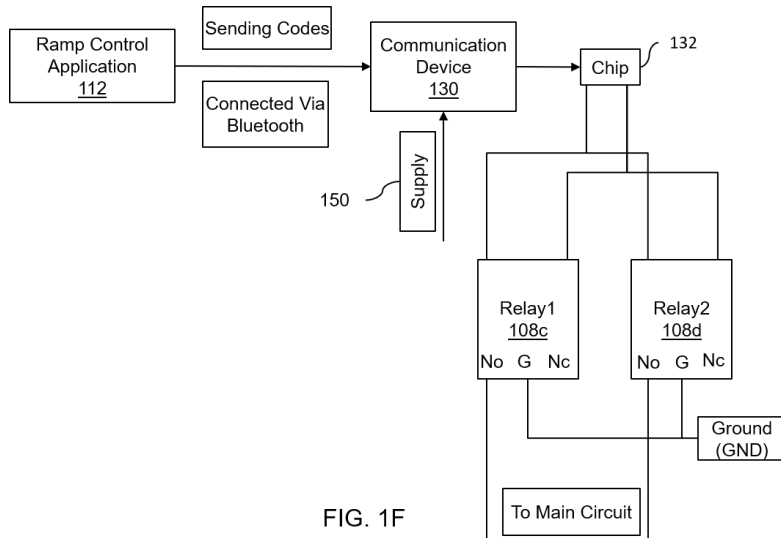 Sending Codes
Ramp Control
Application
112
Connected Via
Bluetooth
Communication
Device
130
Chip
132
150
Supply
Relay1
108c
No G Nc
Relay2
108d
No G Nc
Ground
(GND)
To Main Circuit
FIG. 1F